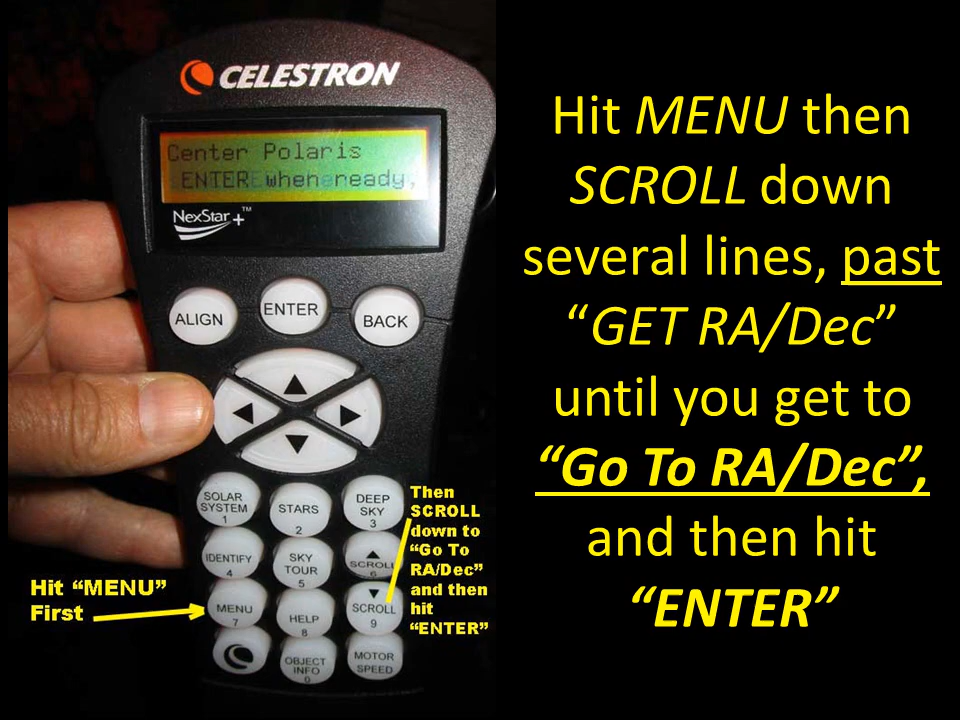 CELESTRON
Center Polaris
ENTER when ready,
NexStar+™
ALIGN
ENTER
BACK
SOLAR
SYSTEM
1
STARS
2
DEEP
SKY
3
IDENTIFY
4
SKY
TOUR
5
SCROLL
6
MENU
7
HELP
8
SCROLL
9
OBJECT
INFO
0
MOTOR
SPEED
Hit “MENU”
First
Then
SCROLL
down to
“Go To
RA/Dec”
and then
hit
“ENTER”
Hit MENU then
SCROLL down
several lines, past
“GET RA/Dec”
until you get to
“Go To RA/Dec”,
and then hit
“ENTER”